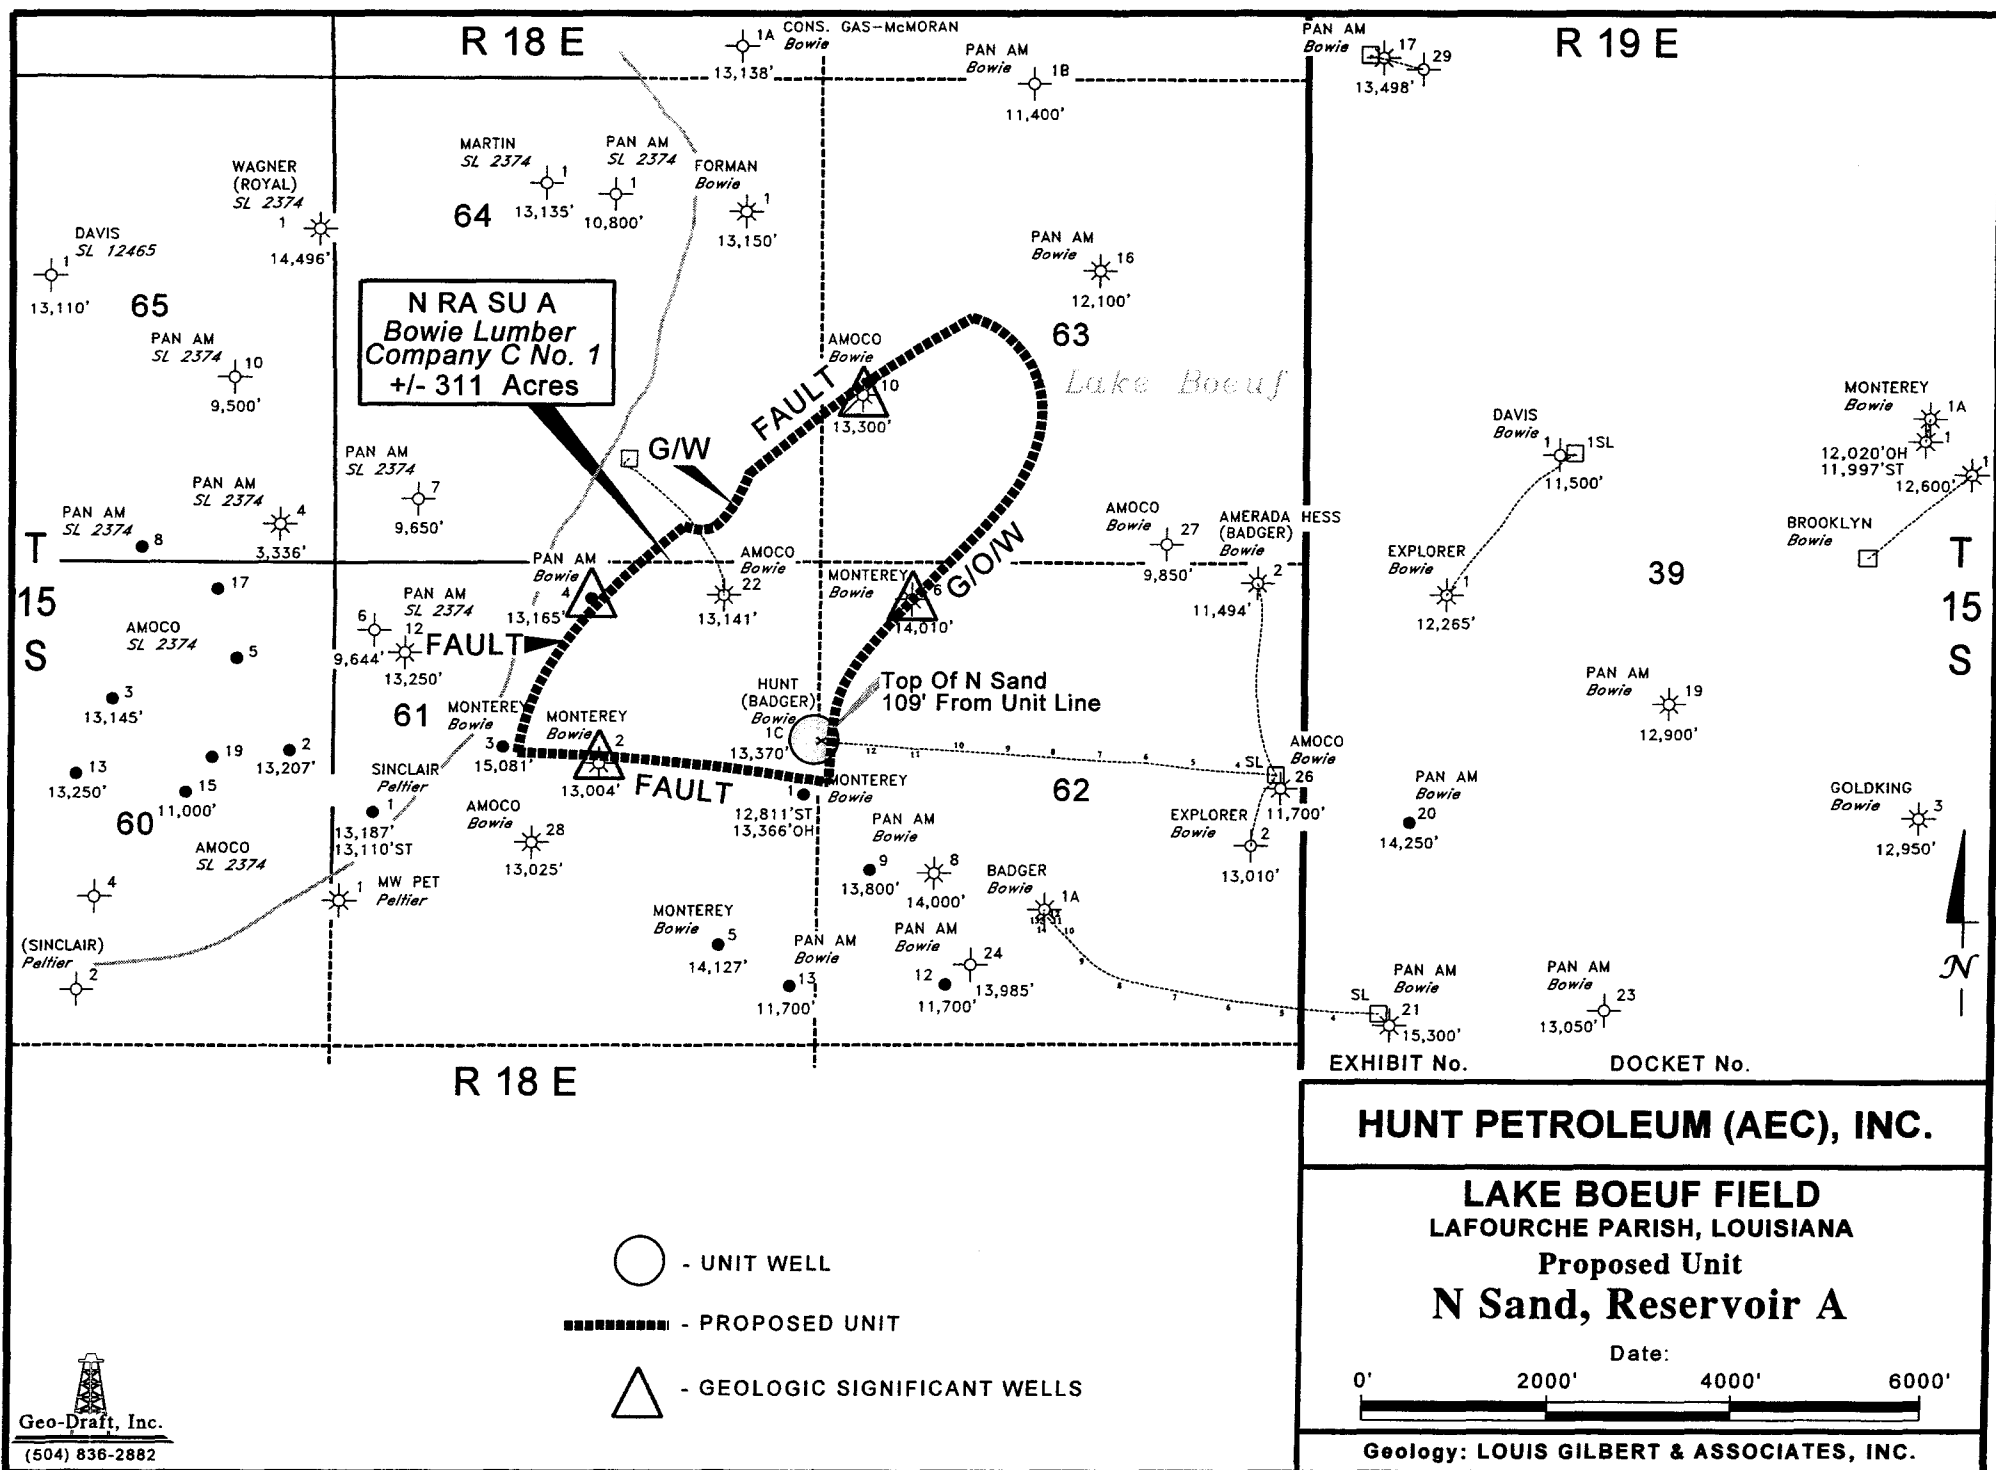 R 18 E
R 19 E
CONS. GAS-McMORAN
Bowie
1A
13,138'
PAN AM
Bowie
1B
11,400'
PAN AM
Bowie
17
29
13,498'
MARTIN
SL 2374
1
13,135'
PAN AM
SL 2374
1
10,800'
FORMAN
Bowie
1
13,150'
WAGNER
(ROYAL)
SL 2374
1
14,496'
64
DAVIS
SL 12465
1
13,110'
65
PAN AM
Bowie
16
12,100'
63
N RA SU A
Bowie Lumber
Company C No. 1
+/- 311 Acres
AMOCO
Bowie
10
13,300'
FAULT
G/W
Lake Boeuf
PAN AM
SL 2374
10
9,500'
PAN AM
SL 2374
7
9,650'
PAN AM
SL 2374
4
3,336'
PAN AM
SL 2374
8
17
MONTEREY
Bowie
1A
1
12,020'OH
11,997'ST
1
12,600'
DAVIS
Bowie
1
1SL
11,500'
BROOKLYN
Bowie
T
15
S
PAN AM
Bowie
4
13,165'
AMOCO
Bowie
22
13,141'
MONTEREY
Bowie
6
14,010'
G/O/W
AMOCO
Bowie
27
9,850'
AMERADA HESS
(BADGER)
Bowie
2
11,494'
EXPLORER
Bowie
1
12,265'
39
T
15
S
PAN AM
SL 2374
6
12
9,644'
13,250'
FAULT
AMOCO
SL 2374
5
3
13,145'
61
MONTEREY
Bowie
3
15,081'
MONTEREY
Bowie
2
13,004'
FAULT
HUNT
(BADGER)
Bowie
1C
13,370'
Top Of N Sand
109' From Unit Line
12
11
10
9
8
7
6
5
4
SL
AMOCO
Bowie
26
11,700'
PAN AM
Bowie
19
12,900'
19
2
13,207'
13
13,250'
15
11,000'
60
AMOCO
SL 2374
4
SINCLAIR
Peltier
1
13,187'
13,110'ST
AMOCO
Bowie
28
13,025'
MONTEREY
Bowie
1
12,811'ST
13,366'OH
62
EXPLORER
Bowie
2
13,010'
PAN AM
Bowie
20
14,250'
GOLDKING
Bowie
3
12,950'
PAN AM
Bowie
9
13,800'
8
14,000'
BADGER
Bowie
1A
14
10
9
8
7
6
5
4
SL
1
MW PET
Peltier
(SINCLAIR)
Peltier
2
MONTEREY
Bowie
5
14,127'
PAN AM
Bowie
13
11,700'
PAN AM
Bowie
24
12
13,985'
11,700'
PAN AM
Bowie
21
15,300'
PAN AM
Bowie
23
13,050'
N
R 18 E
EXHIBIT No.
DOCKET No.
HUNT PETROLEUM (AEC), INC.
LAKE BOEUF FIELD
LAFOURCHE PARISH, LOUISIANA
Proposed Unit
N Sand, Reservoir A
Date:
0'
2000'
4000'
6000'
Geology: LOUIS GILBERT & ASSOCIATES, INC.
- UNIT WELL
- PROPOSED UNIT
- GEOLOGIC SIGNIFICANT WELLS
Geo-Draft, Inc.
(504) 836-2882